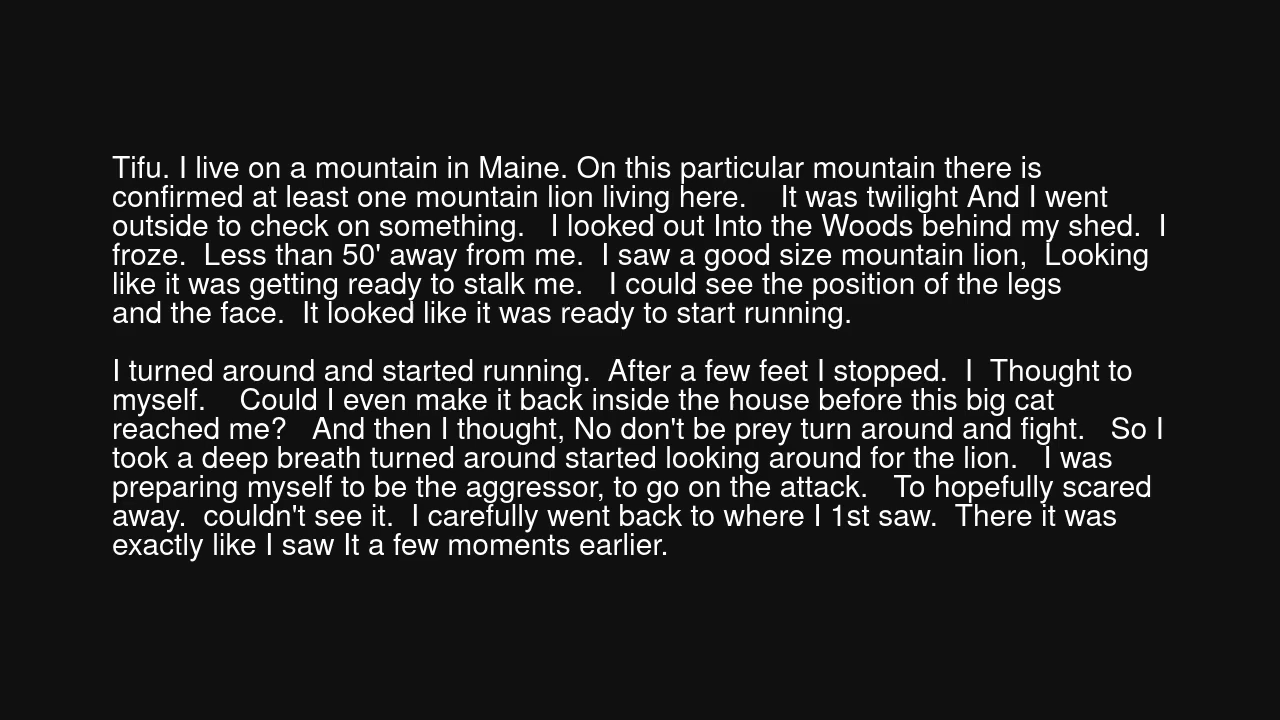 Tifu. I live on a mountain in Maine. On this particular mountain there is
confirmed at least one mountain lion living here.    It was twilight And I went
outside to check on something.   I looked out Into the Woods behind my shed.  I
froze.  Less than 50' away from me.  I saw a good size mountain lion,  Looking
like it was getting ready to stalk me.   I could see the position of the legs
and the face.  It looked like it was ready to start running.

I turned around and started running.  After a few feet I stopped.  I  Thought to
myself.    Could I even make it back inside the house before this big cat
reached me?   And then I thought, No don't be prey turn around and fight.   So I
took a deep breath turned around started looking around for the lion.   I was
preparing myself to be the aggressor, to go on the attack.   To hopefully scared
away.  couldn't see it.  I carefully went back to where I 1st saw.  There it was
exactly like I saw It a few moments earlier.